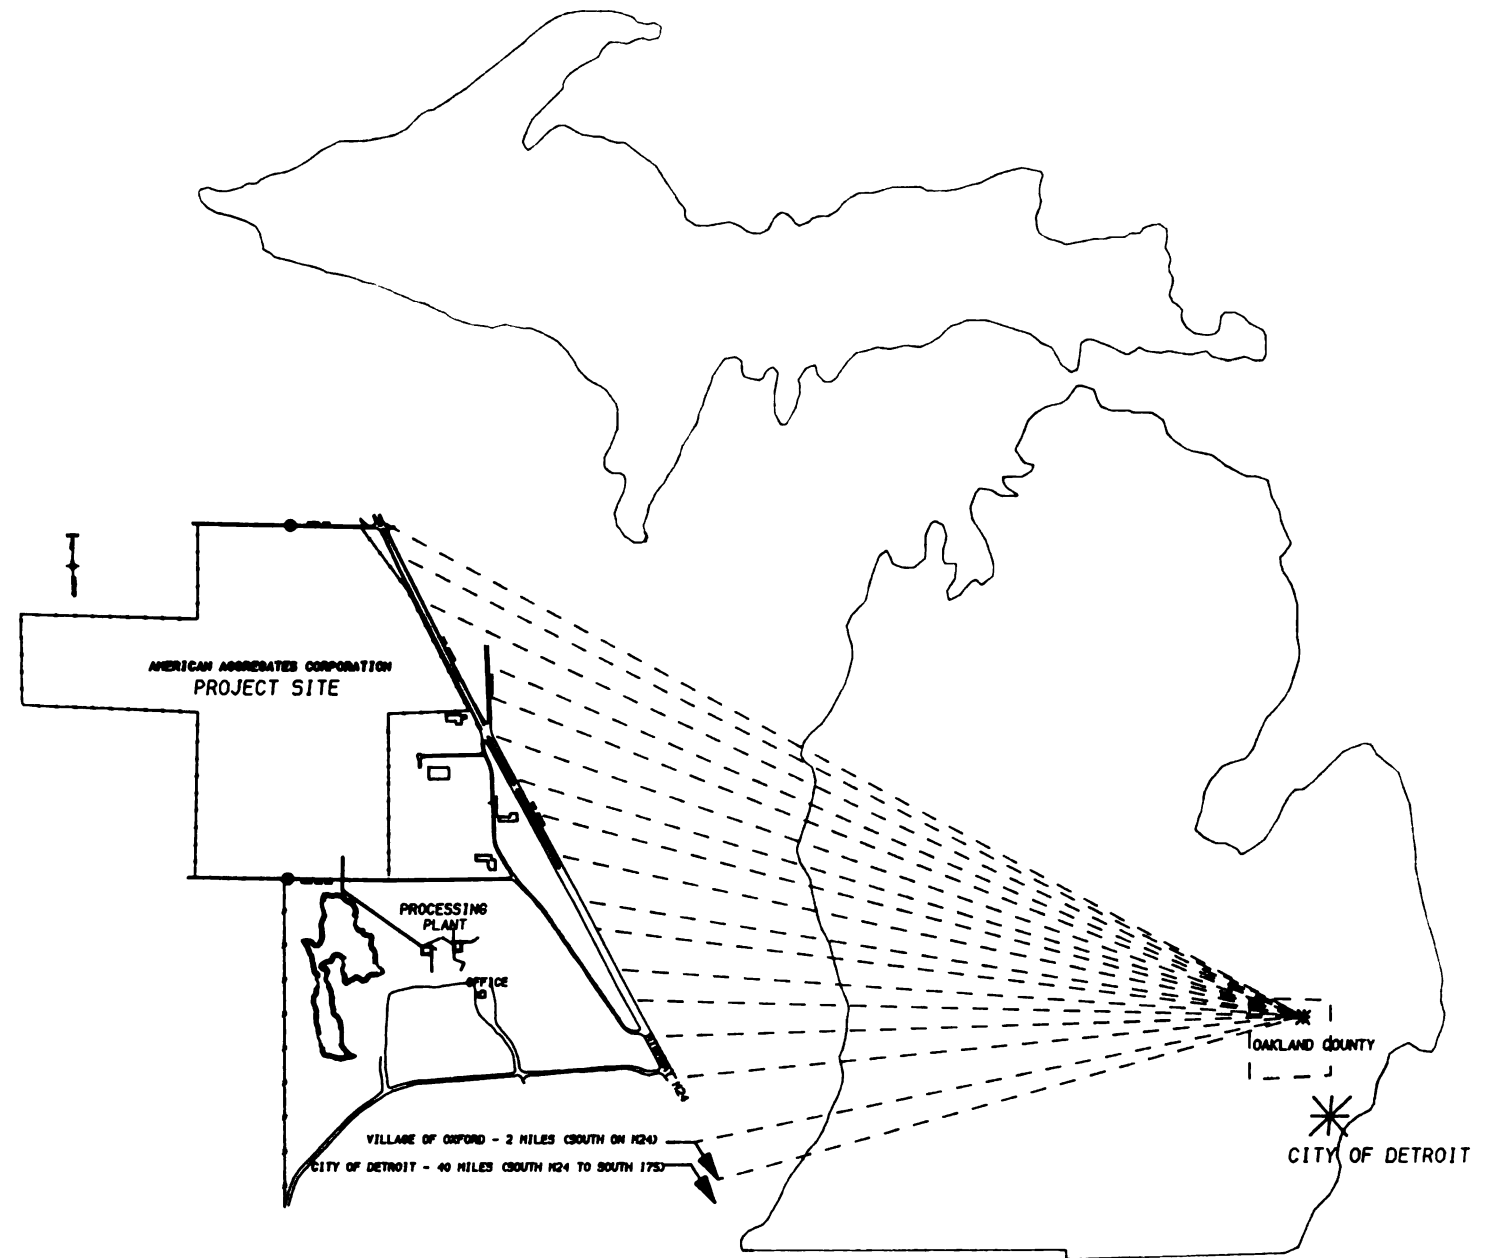 AMERICAN AGGREGATES CORPORATION
PROJECT SITE
PROCESSING
PLANT
OFFICE
M24
OAKLAND COUNTY
VILLAGE OF OXFORD - 2 MILES (SOUTH ON M24)
CITY OF DETROIT - 40 MILES (SOUTH M24 TO SOUTH I75)
CITY OF DETROIT